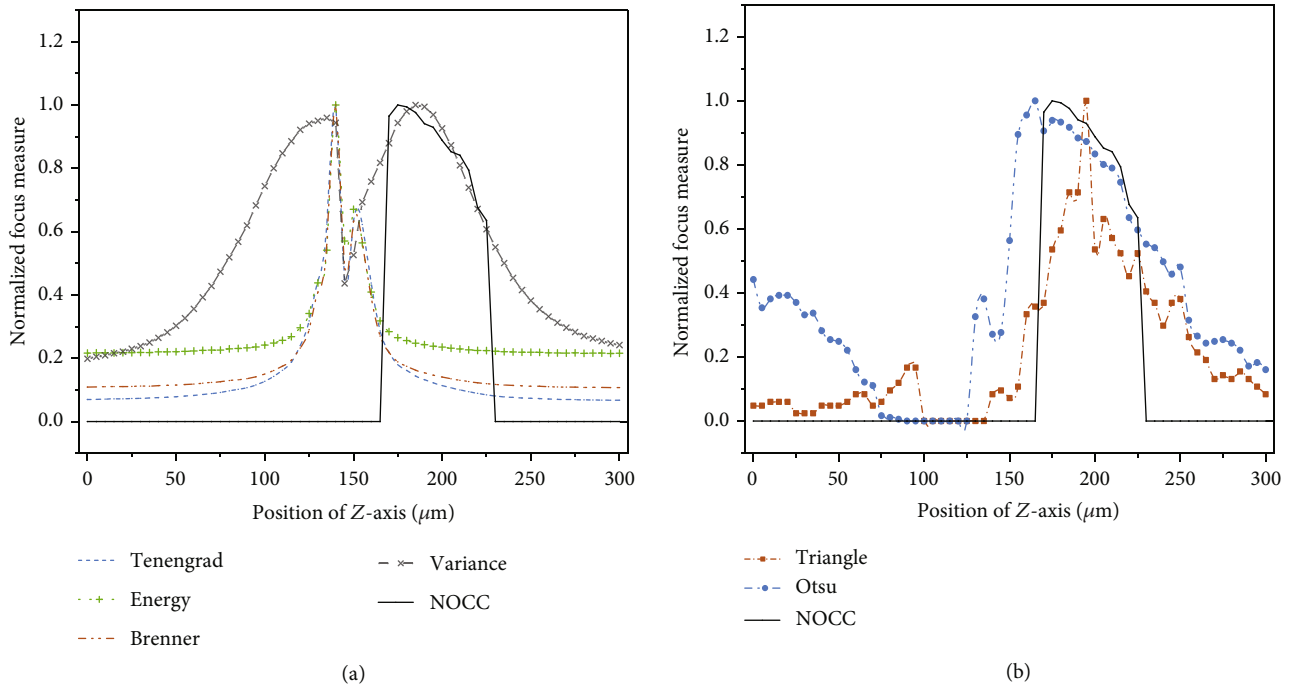 Normalized focus measure
1.2
1.0
0.8
0.6
0.4
0.2
0.0
0 50 100 150 200 250 300
Position of Z-axis (μm)
Tenengrad
Energy
Brenner
Variance
NOCC
(a)
Normalized focus measure
1.2
1.0
0.8
0.6
0.4
0.2
0.0
0 50 100 150 200 250 300
Position of Z-axis (μm)
Triangle
Otsu
NOCC
(b)